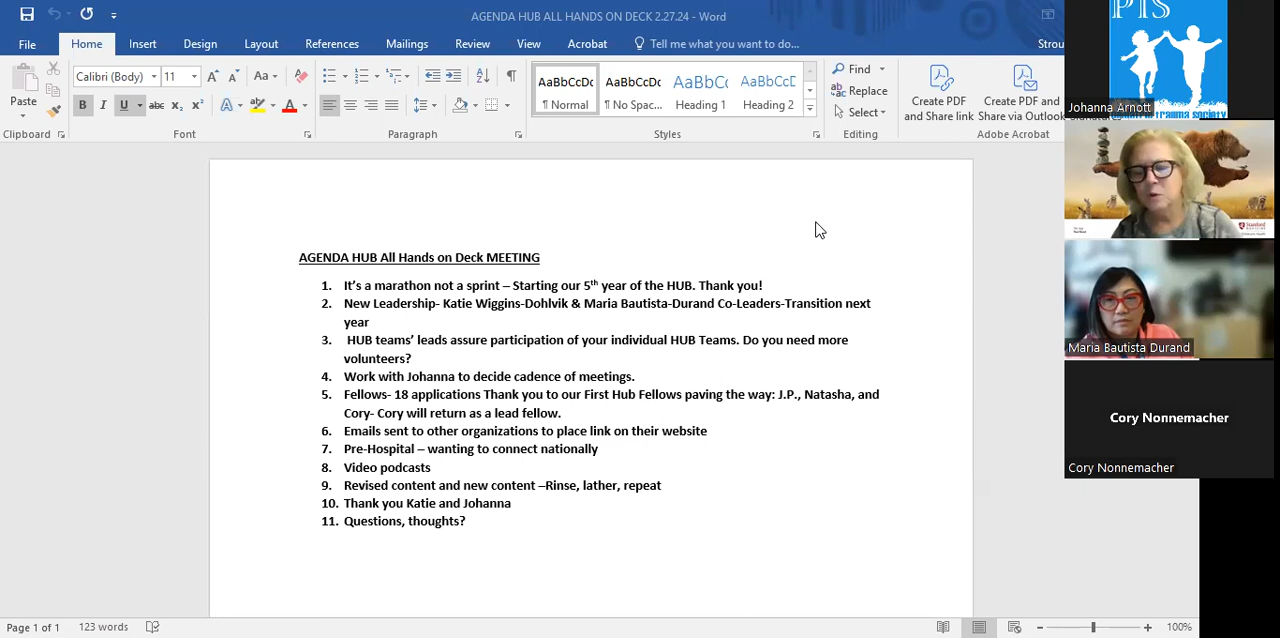 AGENDA HUB ALL HANDS ON DECK 2.27.24 - Word
File Home Insert Design Layout References Mailings Review View Acrobat Tell me what you want to do... Strou
Calibri (Body) 11 Aa
AaBbCcDc AaBbCcDc AaBbCcC AaBbCcD
Find
Replace
Select
Paste
B I U abc x₂ x²
¶ Normal ¶ No Spac... Heading 1 Heading 2
Create PDF and Share link
Create PDF and Share via Outlook
Clipboard Font Paragraph Styles Editing Adobe Acrobat
AGENDA HUB All Hands on Deck MEETING
1. It's a marathon not a sprint – Starting our 5th year of the HUB. Thank you!
2. New Leadership- Katie Wiggins-Dohlvik & Maria Bautista-Durand Co-Leaders-Transition next
year
3. HUB teams' leads assure participation of your individual HUB Teams. Do you need more
volunteers?
4. Work with Johanna to decide cadence of meetings.
5. Fellows- 18 applications Thank you to our First Hub Fellows paving the way: J.P., Natasha, and
Cory- Cory will return as a lead fellow.
6. Emails sent to other organizations to place link on their website
7. Pre-Hospital – wanting to connect nationally
8. Video podcasts
9. Revised content and new content –Rinse, lather, repeat
10. Thank you Katie and Johanna
11. Questions, thoughts?
Page 1 of 1 123 words 100%
PTS
Johanna Arnott
trauma society
Stanford
Maria Bautista Durand
Cory Nonnemacher
Cory Nonnemacher